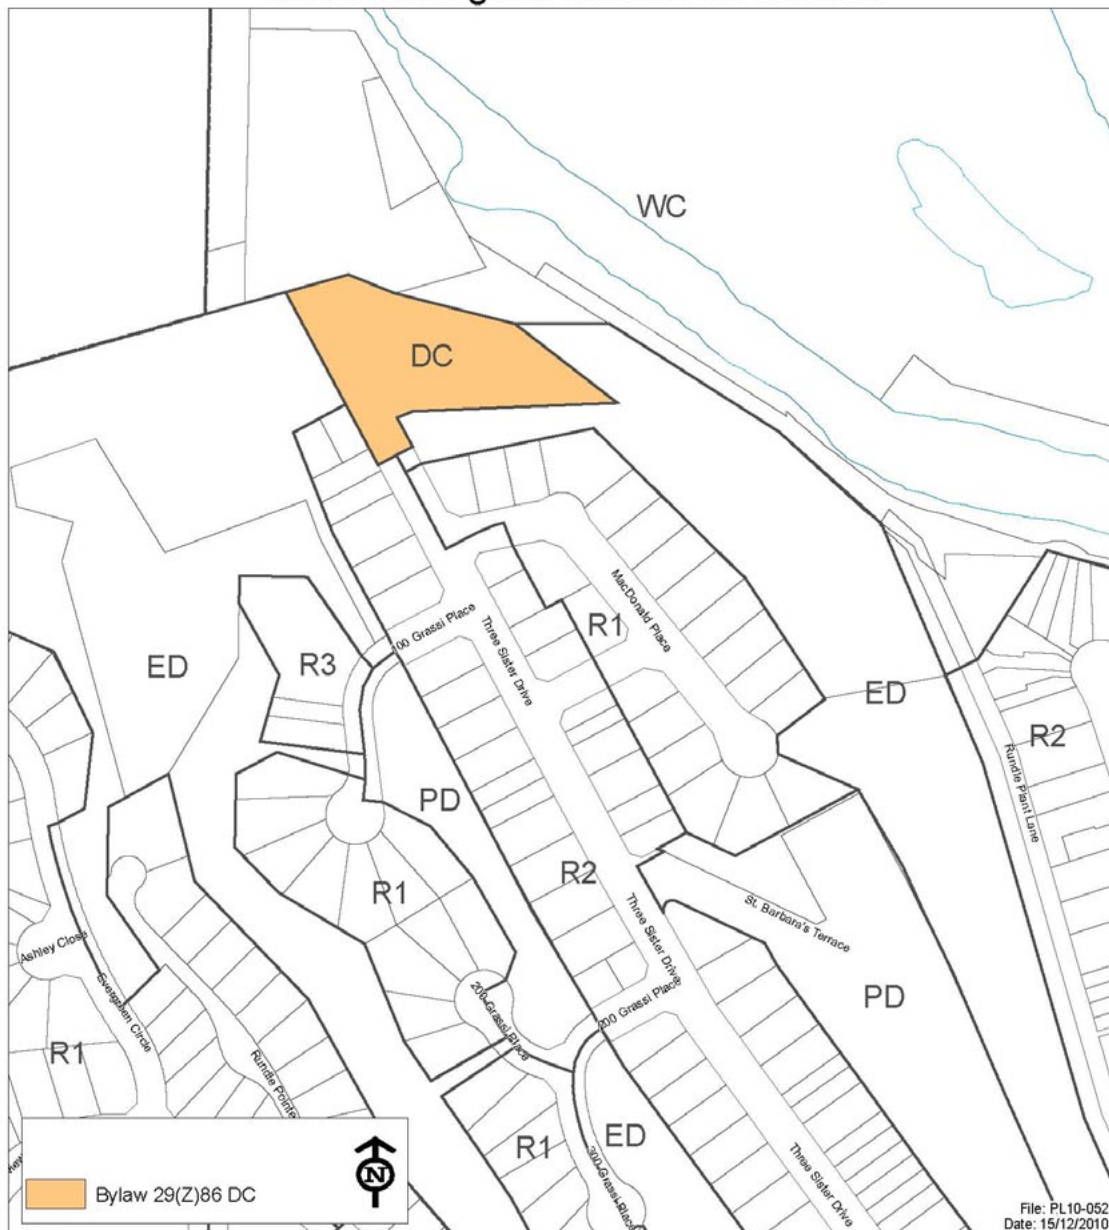 WC
DC
MacDonald Place
R1
100 Grassi Place
Three Sister Drive
R3
ED
ED
R2
Rundle Plant Lane
PD
R2
R1
St. Barbara's Terrace
Three Sister Drive
Ashley Close
Evergreen Circle
200 Grassi Place
200 Grassi Place
PD
R1
Rundle Pointe
R1
ED
300 Grassi Place
Three Sister Drive
N
Bylaw 29(Z)86 DC
File: PL10-052
Date: 15/12/2010